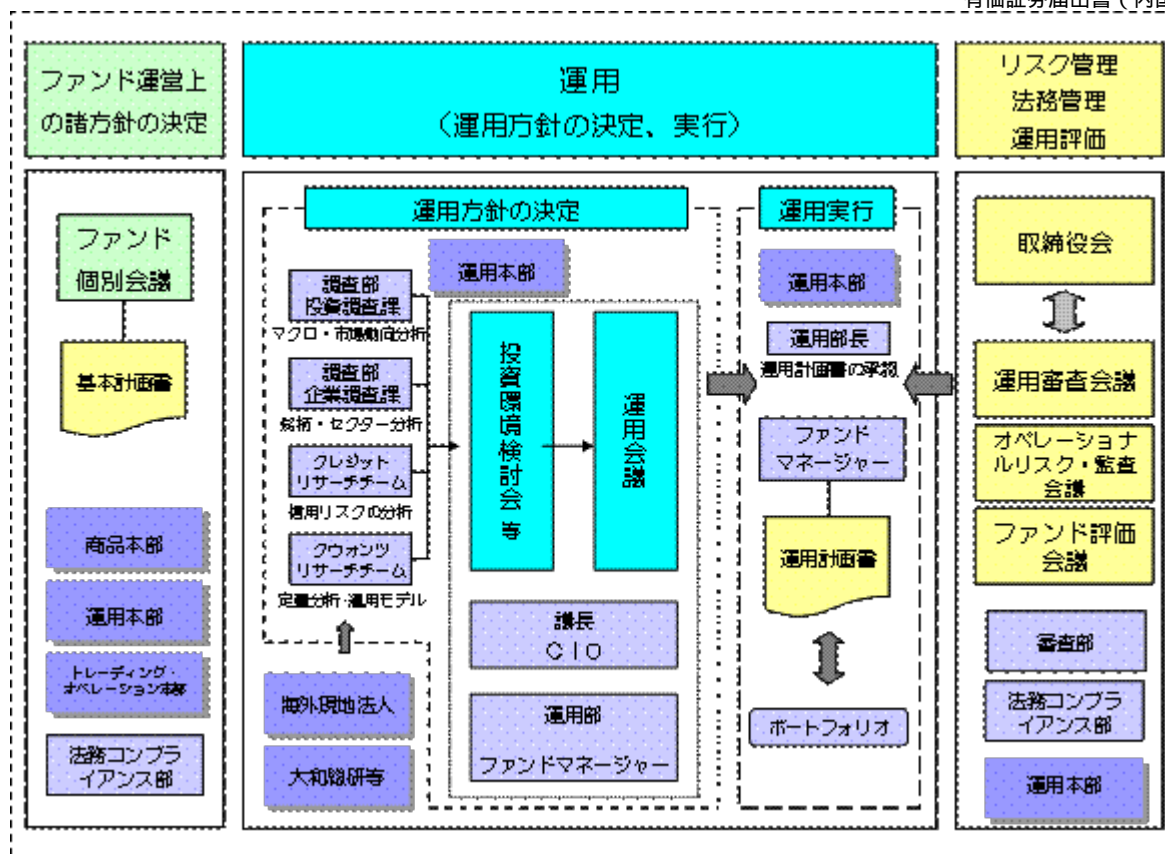 有価証券届出書（内国
ファンド運営上
の諸方針の決定
運用
（運用方針の決定、実行）
リスク管理
法務管理
運用評価
ファンド
個別会議
基本計画書
商品本部
運用本部
トレーディング・
オペレーション本部
法務コンプラ
イアンス部
運用方針の決定
運用本部
調査部
投資調査課
マクロ・市場動向分析
調査部
企業調査課
銘柄・セクター分析
クレジット
リサーチチーム
信用リスクの分析
クウォンツ
リサーチチーム
定量分析・運用モデル
海外現地法人
大和総研等
投資環境検討会 等
運用会議
議長
CIO
運用部
ファンドマネージャー
運用実行
運用本部
運用部長
運用計画書の承認
ファンド
マネージャー
運用計画書
ポートフォリオ
取締役会
運用審査会議
オペレーショナ
ルリスク・監査
会議
ファンド評価
会議
審査部
法務コンプラ
イアンス部
運用本部